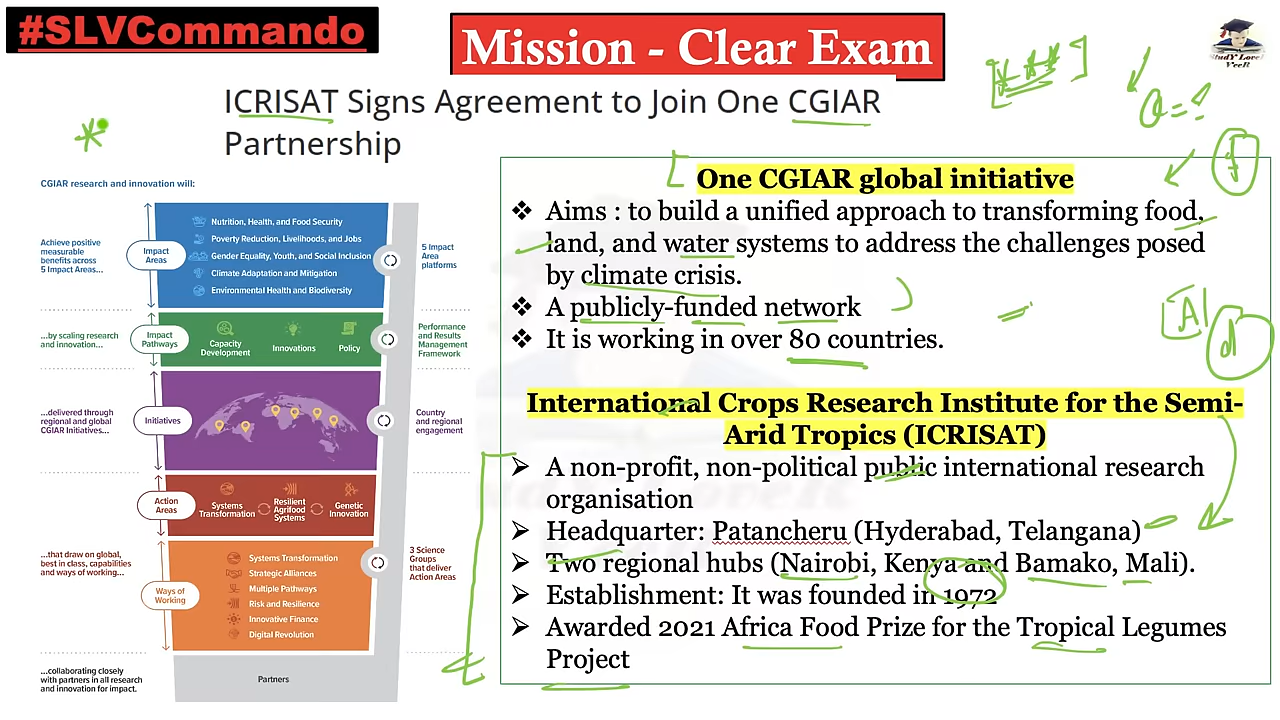 #SLVCommando
Mission - Clear Exam
StudY LoveR
VeeR
ICRISAT Signs Agreement to Join One CGIAR
Partnership
Q=?
CGIAR research and innovation will:
Achieve positive
measurable
benefits across
5 Impact Areas...
Impact
Areas
Nutrition, Health, and Food Security
Poverty Reduction, Livelihoods, and Jobs
Gender Equality, Youth, and Social Inclusion
Climate Adaptation and Mitigation
Environmental Health and Biodiversity
5 Impact
Area
platforms
...by scaling research
and innovation...
Impact
Pathways
Capacity
Development
Innovations
Policy
Performance
and Results
Management
Framework
...delivered through
regional and global
CGIAR Initiatives...
Initiatives
Country
and regional
engagement
Action
Areas
Systems
Transformation
Resilient
Agrifood
Systems
Genetic
Innovation
...that draw on global,
best in class, capabilities
and ways of working...
Ways of
Working
Systems Transformation
Strategic Alliances
Multiple Pathways
Risk and Resilience
Innovative Finance
Digital Revolution
3 Science
Groups
that deliver
Action Areas
...collaborating closely
with partners in all research
and innovation for impact.
Partners
One CGIAR global initiative
❖ Aims : to build a unified approach to transforming food,
land, and water systems to address the challenges posed
by climate crisis.
❖ A publicly-funded network
❖ It is working in over 80 countries.
A
d
International Crops Research Institute for the Semi-
Arid Tropics (ICRISAT)
➢ A non-profit, non-political public international research
organisation
➢ Headquarter: Patancheru (Hyderabad, Telangana)
➢ Two regional hubs (Nairobi, Kenya and Bamako, Mali).
➢ Establishment: It was founded in 1972
➢ Awarded 2021 Africa Food Prize for the Tropical Legumes
Project